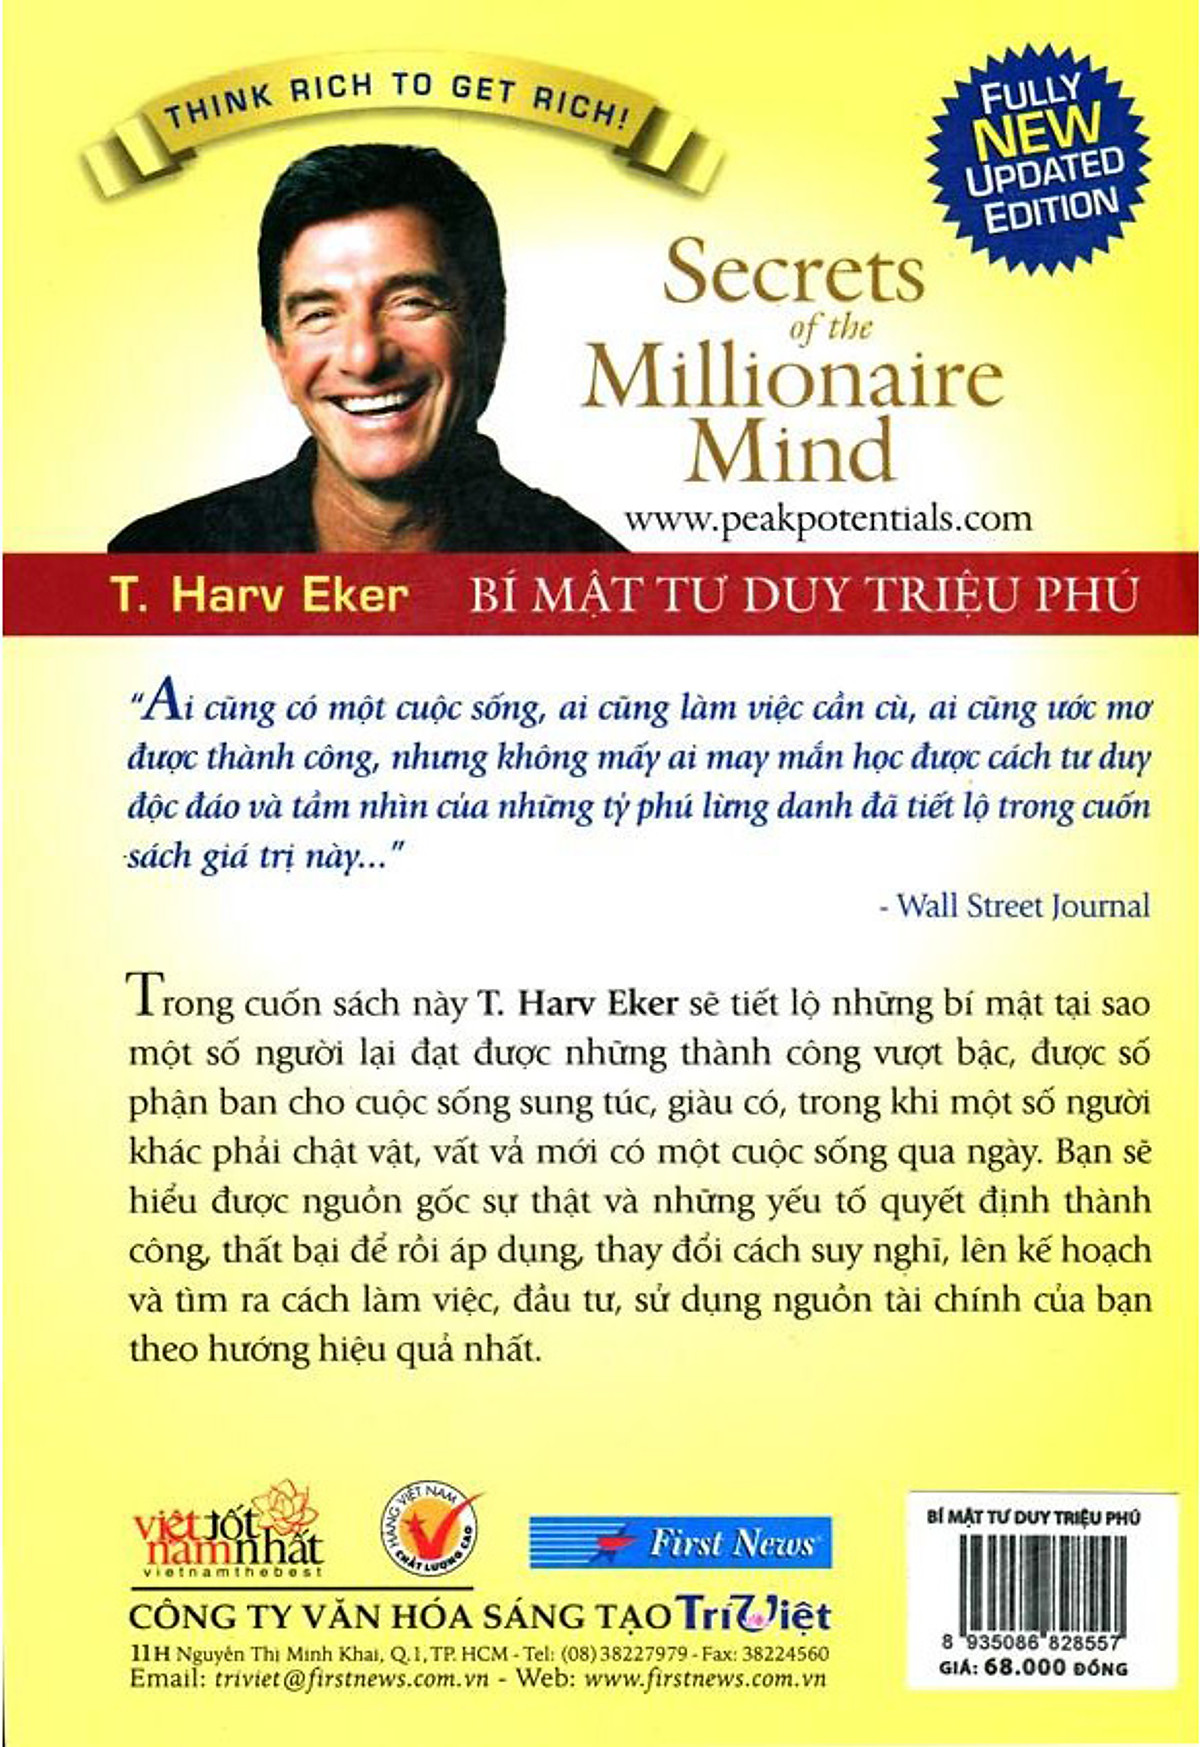 THINK RICH TO GET RICH!
FULLY
NEW
UPDATED
EDITION
Secrets
of the
Millionaire
Mind
www.peakpotentials.com
T. Harv Eker BÍ MẬT TƯ DUY TRIỆU PHÚ
“Ai cũng có một cuộc sống, ai cũng làm việc cần cù, ai cũng ước mơ
được thành công, nhưng không mấy ai may mắn học được cách tư duy
độc đáo và tầm nhìn của những tỷ phú lừng danh đã tiết lộ trong cuốn
sách giá trị này...”
- Wall Street Journal
Trong cuốn sách này T. Harv Eker sẽ tiết lộ những bí mật tại sao
một số người lại đạt được những thành công vượt bậc, được số
phận ban cho cuộc sống sung túc, giàu có, trong khi một số người
khác phải chật vật, vất vả mới có một cuộc sống qua ngày. Bạn sẽ
hiểu được nguồn gốc sự thật và những yếu tố quyết định thành
công, thất bại để rồi áp dụng, thay đổi cách suy nghĩ, lên kế hoạch
và tìm ra cách làm việc, đầu tư, sử dụng nguồn tài chính của bạn
theo hướng hiệu quả nhất.
việt tốt
nam nhất
vietnamthebest
HÀNG VIỆT NAM
CHẤT LƯỢNG CAO
First News
CÔNG TY VĂN HÓA SÁNG TẠO Trí Việt
11H Nguyễn Thị Minh Khai, Q.1, TP. HCM - Tel: (08) 38227979 - Fax: 38224560
Email: triviet@firstnews.com.vn - Web: www.firstnews.com.vn
BÍ MẬT TƯ DUY TRIỆU PHÚ
8 935086 828557
GIÁ: 68.000 ĐỒNG